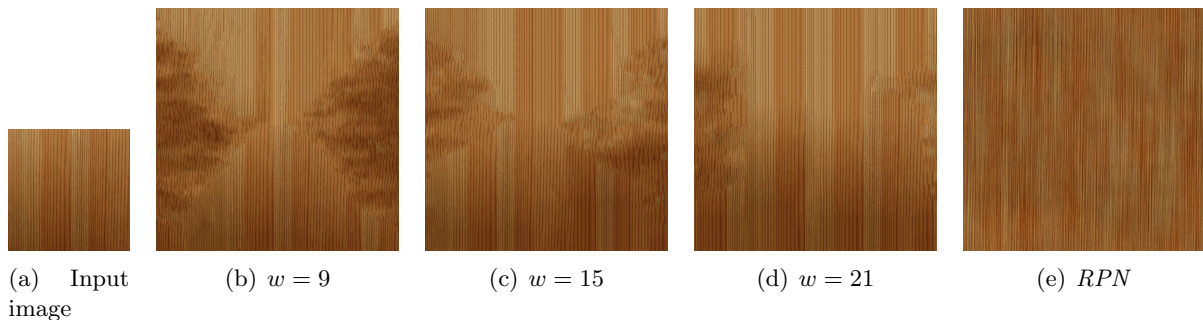 (a) Input
image
(b) w = 9
(c) w = 15
(d) w = 21
(e) RPN